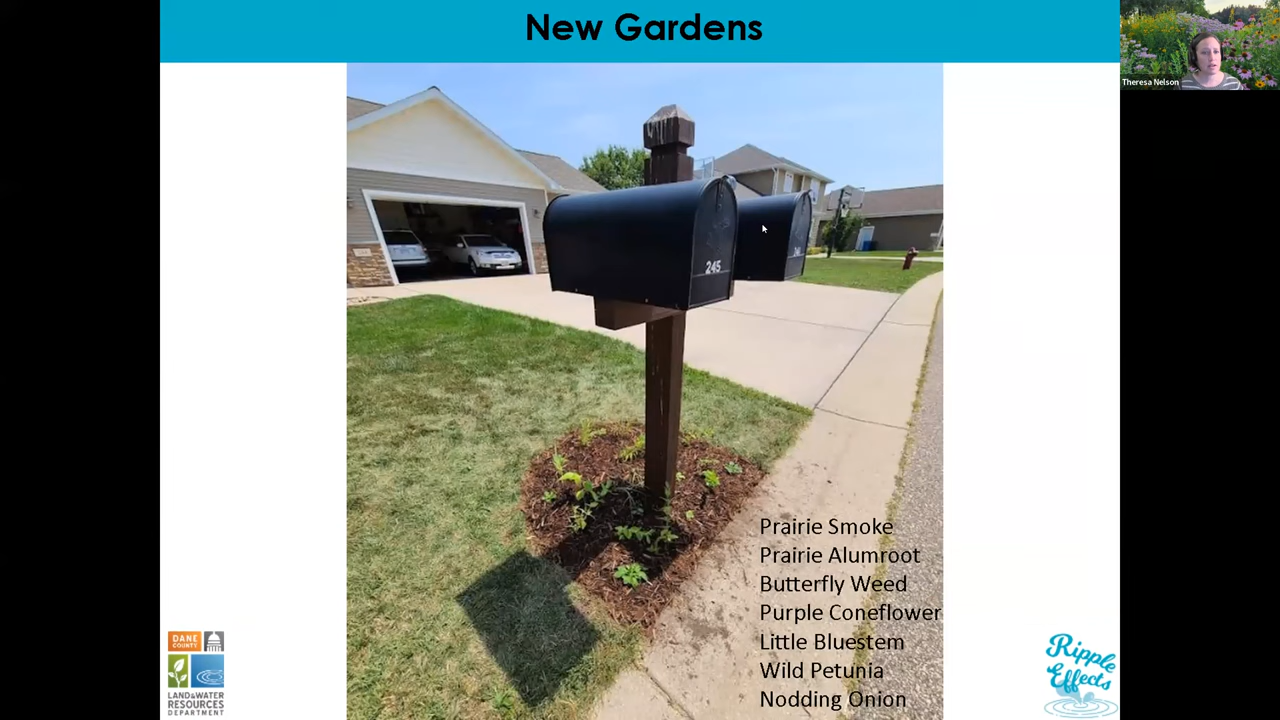 New Gardens
Theresa Nelson
245
Prairie Smoke
Prairie Alumroot
Butterfly Weed
Purple Coneflower
Little Bluestem
Wild Petunia
Nodding Onion
DANE
COUNTY
LAND & WATER
RESOURCES
DEPARTMENT
Ripple
Effects